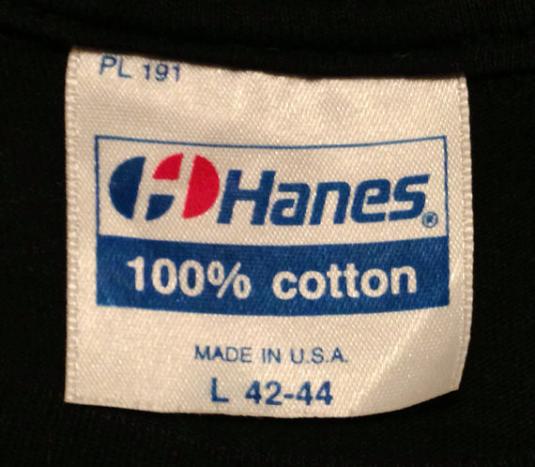 PL 191
Hanes®
100% cotton
MADE IN U.S.A.
L 42-44